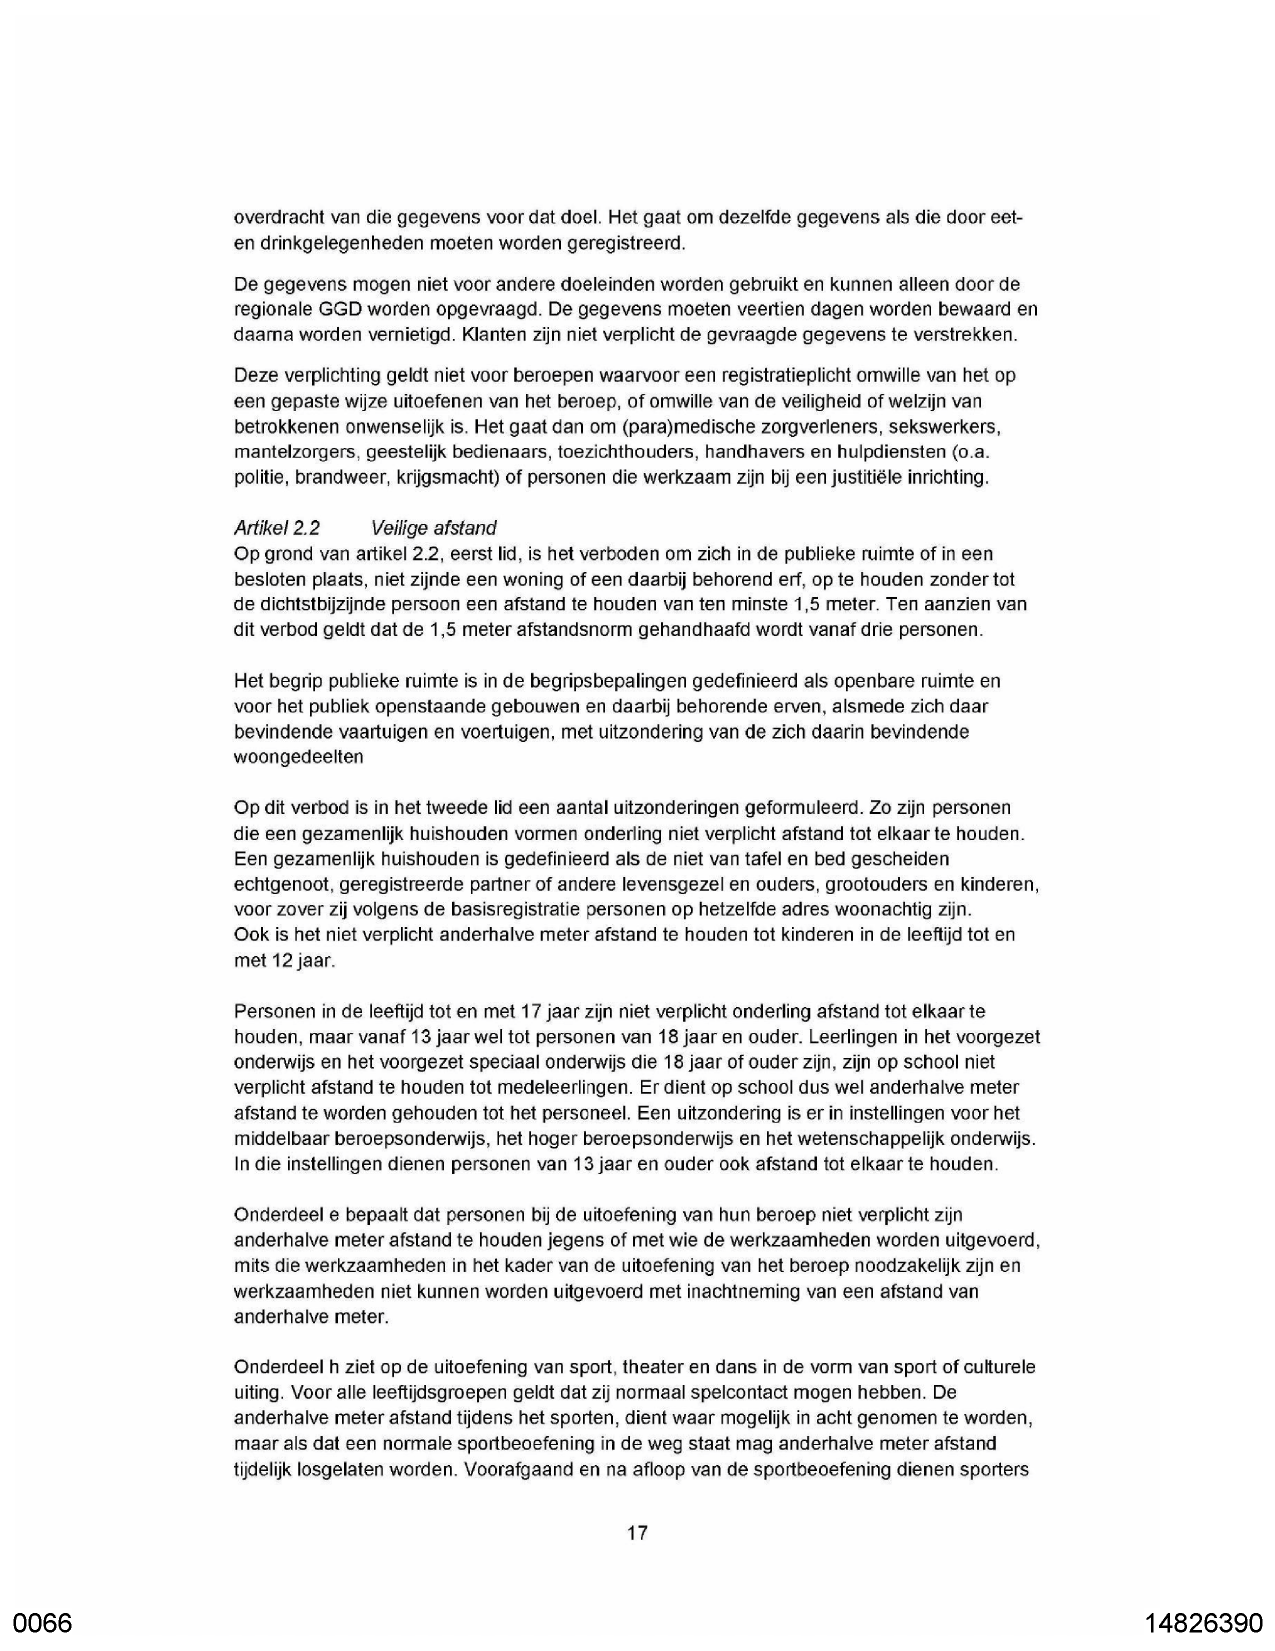 overdracht van die gegevens voor dat doel. Het gaat om dezelfde gegevens als die door eet-
en drinkgelegenheden moeten worden geregistreerd.
De gegevens mogen niet voor andere doeleinden worden gebruikt en kunnen alleen door de
regionale GGD worden opgevraagd. De gegevens moeten veertien dagen worden bewaard en
daarna worden vernietigd. Klanten zijn niet verplicht de gevraagde gegevens te verstrekken.
Deze verplichting geldt niet voor beroepen waarvoor een registratieplicht omwille van het op
een gepaste wijze uitoefenen van het beroep, of omwille van de veiligheid of welzijn van
betrokkenen onwenselijk is. Het gaat dan om (para)medische zorgverleners, sekswerkers,
mantelzorgers, geestelijk bedienaars, toezichthouders, handhavers en hulpdiensten (o.a.
politie, brandweer, krijgsmacht) of personen die werkzaam zijn bij een justitiële inrichting.
Artikel 2.2 Veilige afstand
Op grond van artikel 2.2, eerst lid, is het verboden om zich in de publieke ruimte of in een
besloten plaats, niet zijnde een woning of een daarbij behorend erf, op te houden zonder tot
de dichtstbijzijnde persoon een afstand te houden van ten minste 1,5 meter. Ten aanzien van
dit verbod geldt dat de 1,5 meter afstandsnorm gehandhaafd wordt vanaf drie personen.
Het begrip publieke ruimte is in de begripsbepalingen gedefinieerd als openbare ruimte en
voor het publiek openstaande gebouwen en daarbij behorende erven, alsmede zich daar
bevindende vaartuigen en voertuigen, met uitzondering van de zich daarin bevindende
woongedeelten
Op dit verbod is in het tweede lid een aantal uitzonderingen geformuleerd. Zo zijn personen
die een gezamenlijk huishouden vormen onderling niet verplicht afstand tot elkaar te houden.
Een gezamenlijk huishouden is gedefinieerd als de niet van tafel en bed gescheiden
echtgenoot, geregistreerde partner of andere levensgezel en ouders, grootouders en kinderen,
voor zover zij volgens de basisregistratie personen op hetzelfde adres woonachtig zijn.
Ook is het niet verplicht anderhalve meter afstand te houden tot kinderen in de leeftijd tot en
met 12 jaar.
Personen in de leeftijd tot en met 17 jaar zijn niet verplicht onderling afstand tot elkaar te
houden, maar vanaf 13 jaar wel tot personen van 18 jaar en ouder. Leerlingen in het voorgezet
onderwijs en het voorgezet speciaal onderwijs die 18 jaar of ouder zijn, zijn op school niet
verplicht afstand te houden tot medeleerlingen. Er dient op school dus wel anderhalve meter
afstand te worden gehouden tot het personeel. Een uitzondering is er in instellingen voor het
middelbaar beroepsonderwijs, het hoger beroepsonderwijs en het wetenschappelijk onderwijs.
In die instellingen dienen personen van 13 jaar en ouder ook afstand tot elkaar te houden.
Onderdeel e bepaalt dat personen bij de uitoefening van hun beroep niet verplicht zijn
anderhalve meter afstand te houden jegens of met wie de werkzaamheden worden uitgevoerd,
mits die werkzaamheden in het kader van de uitoefening van het beroep noodzakelijk zijn en
werkzaamheden niet kunnen worden uitgevoerd met inachtneming van een afstand van
anderhalve meter.
Onderdeel h ziet op de uitoefening van sport, theater en dans in de vorm van sport of culturele
uiting. Voor alle leeftijdsgroepen geldt dat zij normaal spelcontact mogen hebben. De
anderhalve meter afstand tijdens het sporten, dient waar mogelijk in acht genomen te worden,
maar als dat een normale sportbeoefening in de weg staat mag anderhalve meter afstand
tijdelijk losgelaten worden. Voorafgaand en na afloop van de sportbeoefening dienen sporters
17
0066 14826390